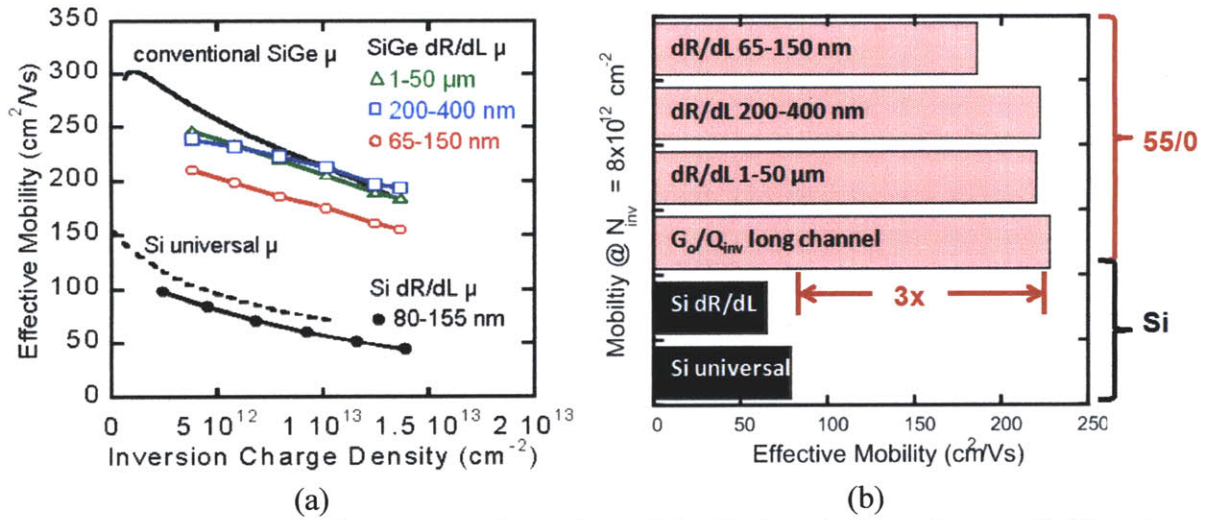 350
300
250
200
150
100
50
0
Effective Mobility (cm²/Vs)
conventional SiGe μ
SiGe dR/dL μ
1-50 μm
200-400 nm
65-150 nm
Si universal μ
Si dR/dL μ
80-155 nm
0 5 10¹² 1 10¹³ 1.5 10¹³ 2 10¹³
Inversion Charge Density (cm⁻²)
(a)
Mobiltiy @ N_inv = 8x10¹² cm⁻²
dR/dL 65-150 nm
dR/dL 200-400 nm
dR/dL 1-50 μm
G_o/Q_inv long channel
Si dR/dL
Si universal
3x
55/0
Si
0 50 100 150 200 250
Effective Mobility (cm²/Vs)
(b)